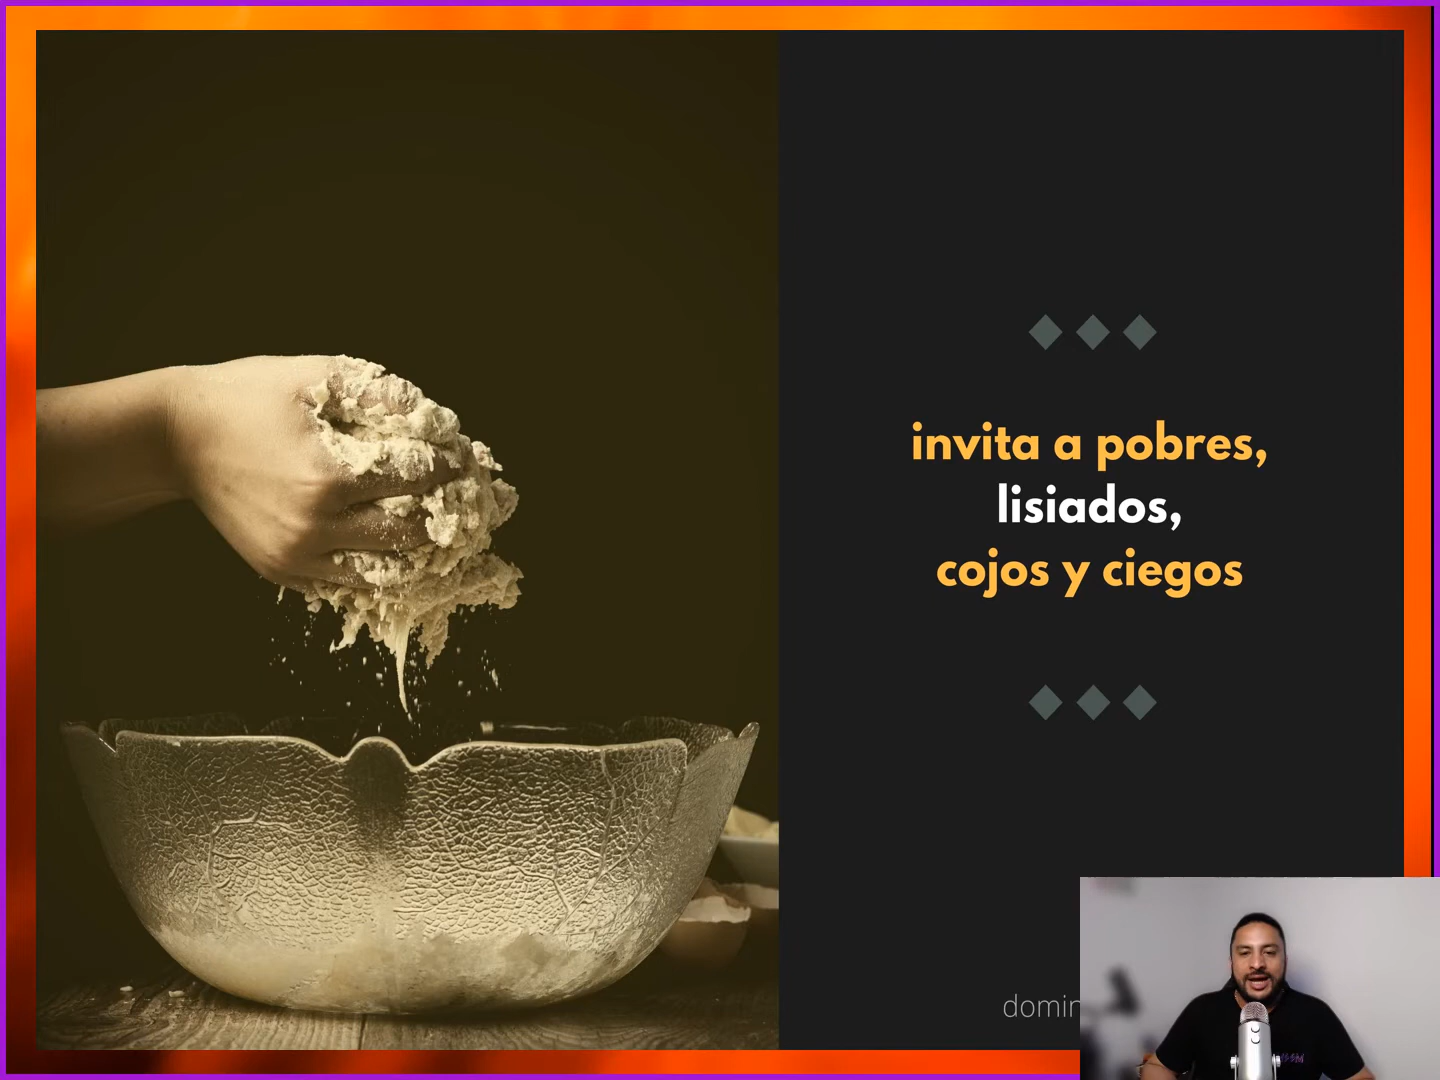 invita a pobres,
lisiados,
cojos y ciegos